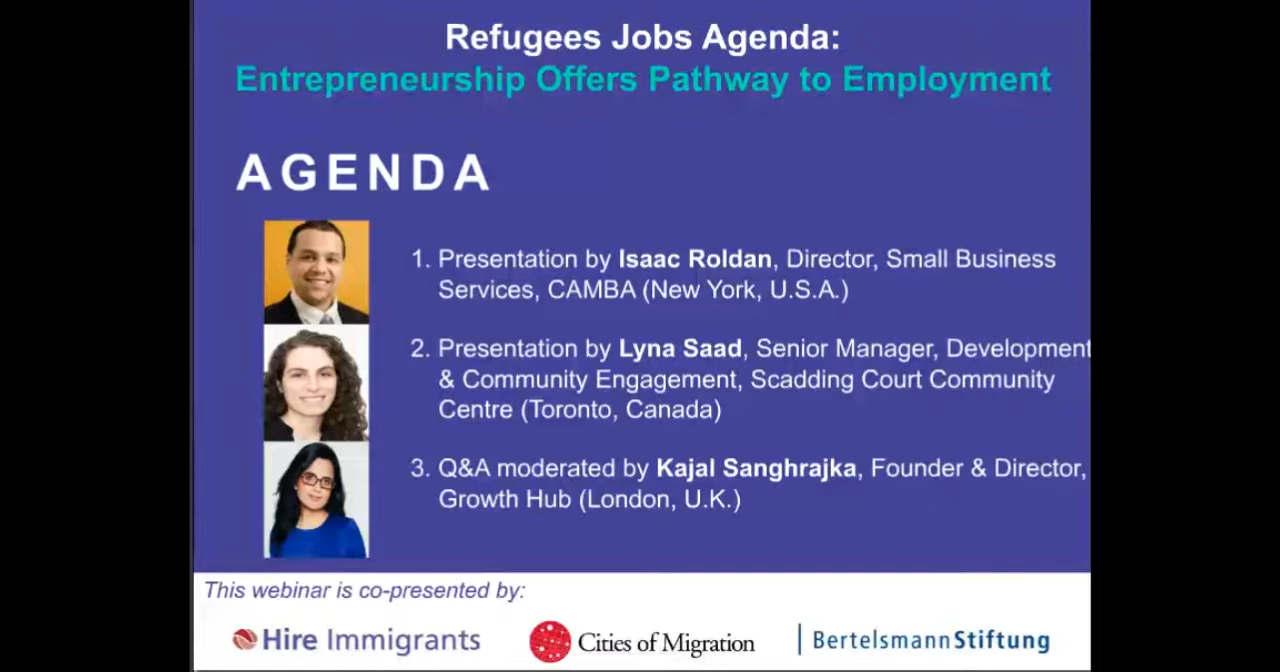 Refugees Jobs Agenda:
Entrepreneurship Offers Pathway to Employment
AGENDA
1. Presentation by Isaac Roldan, Director, Small Business
Services, CAMBA (New York, U.S.A.)
2. Presentation by Lyna Saad, Senior Manager, Development
& Community Engagement, Scadding Court Community
Centre (Toronto, Canada)
3. Q&A moderated by Kajal Sanghrajka, Founder & Director,
Growth Hub (London, U.K.)
This webinar is co-presented by:
Hire Immigrants
Cities of Migration
BertelsmannStiftung